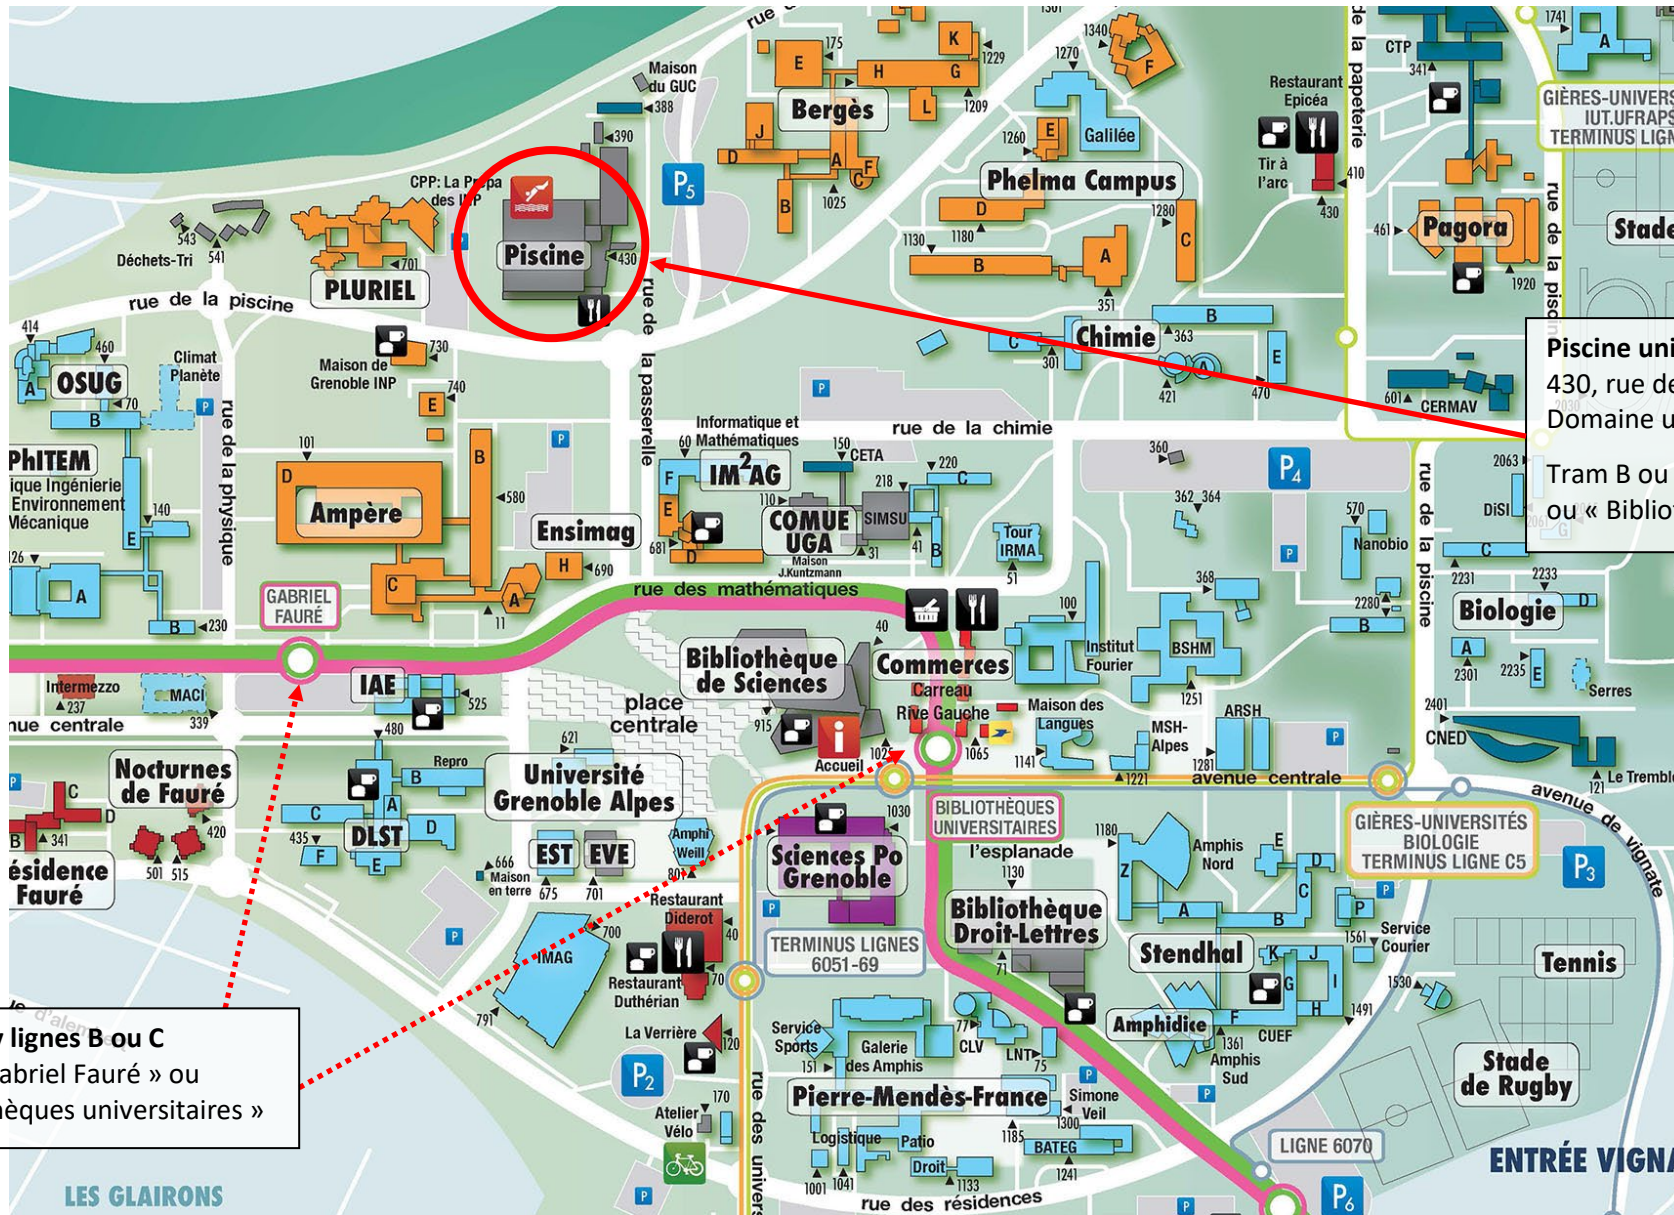 rue d
175
K
1229
E
H
G
1209
L
Bergès
J
D
A
F
C
B
1025
Maison
du GUC
388
390
P5
CPP: La Prépa
des INP
Piscine
430
543
541
Déchets-Tri
701
PLURIEL
rue de la piscine
1301
1340
F
1270
Galilée
1260
E
Phelma Campus
D
1180
1280
C
1130
B
A
351
Restaurant
Epicéa
Tir à
l'arc
410
430
de la papeterie
CTP
341
1741
A
GIÈRES-UNIVERS
IUT.UFRAPS
TERMINUS LIGN
461
Pagora
1920
rue de la piscin
Stade
Piscine uni
430, rue de
Domaine u
Tram B ou
ou « Biblio
414
460
OSUG
A
70
B
Climat
Planète
P
Maison de
Grenoble INP
730
740
E
rue de la physique
rue de la passerelle
B
363
C
301
Chimie
A
421
E
470
P
rue de la chimie
601
CERMAV
2030
PhITEM
ique Ingénierie
Environnement
Mécanique
140
E
126
A
B
230
101
D
B
580
Ampère
C
A
11
P
Ensimag
H
690
Informatique et
Mathématiques
60
IM²AG
F
E
681
D
150
CETA
110
COMUE
UGA
Maison
J.Kuntzmann
218
SIMSU
31
220
C
41
B
Tour
IRMA
51
360
P4
362
364
P
570
Nanobio
368
2280
B
rue de la piscine
2063
DiSI
2061
G
C
2231
2233
D
Biologie
A
2301
2235
E
Serres
GABRIEL
FAURÉ
rue des mathématiques
40
Bibliothèque
de Sciences
Commerces
Carreau
Rive Gauche
915
Accueil
1025
1065
100
Institut
Fourier
BSHM
1251
Maison des
Langues
1141
MSH-
Alpes
1221
ARSH
1281
P
2401
CNED
Le Tremble
121
Intermezzo
237
MACI
339
nue centrale
IAE
525
480
place
centrale
621
Université
Grenoble Alpes
avenue centrale
avenue de vignate
Nocturnes
de Fauré
P
C
D
B
341
420
501
515
ésidence
Fauré
Repro
B
C
A
D
435
DLST
F
E
666
Maison
en terre
EST
675
EVE
701
Amphi
Weill
801
1030
Sciences Po
Grenoble
BIBLIOTHÈQUES
UNIVERSITAIRES
l'esplanade
1130
Bibliothèque
Droit-Lettres
71
1180
Z
Amphis
Nord
E
D
C
A
B
P
P
1561
Service
Courier
GIÈRES-UNIVERSITÉS
BIOLOGIE
TERMINUS LIGNE C5
P3
P
IMAG
700
791
Restaurant
Diderot
40
70
Restaurant
Duthérian
P
TERMINUS LIGNES
6051-69
Stendhal
K
J
G
I
H
F
CUEF
1491
1530
Tennis
Amphidice
1361
Amphis
Sud
y lignes B ou C
abriel Fauré » ou
hèques universitaires »
La Verrière
120
P2
Atelier
Vélo
170
P
rue des univers
Service
Sports
151
Galerie
des Amphis
77
CLV
LNT
75
Pierre-Mendès-France
P
Simone
Veil
1300
1185
BATEG
1241
P
Logistique
Patio
Droit
1001
1041
1133
rue des résidences
Stade
de Rugby
LIGNE 6070
P
P6
ENTRÉE VIGNA
LES GLAIRONS